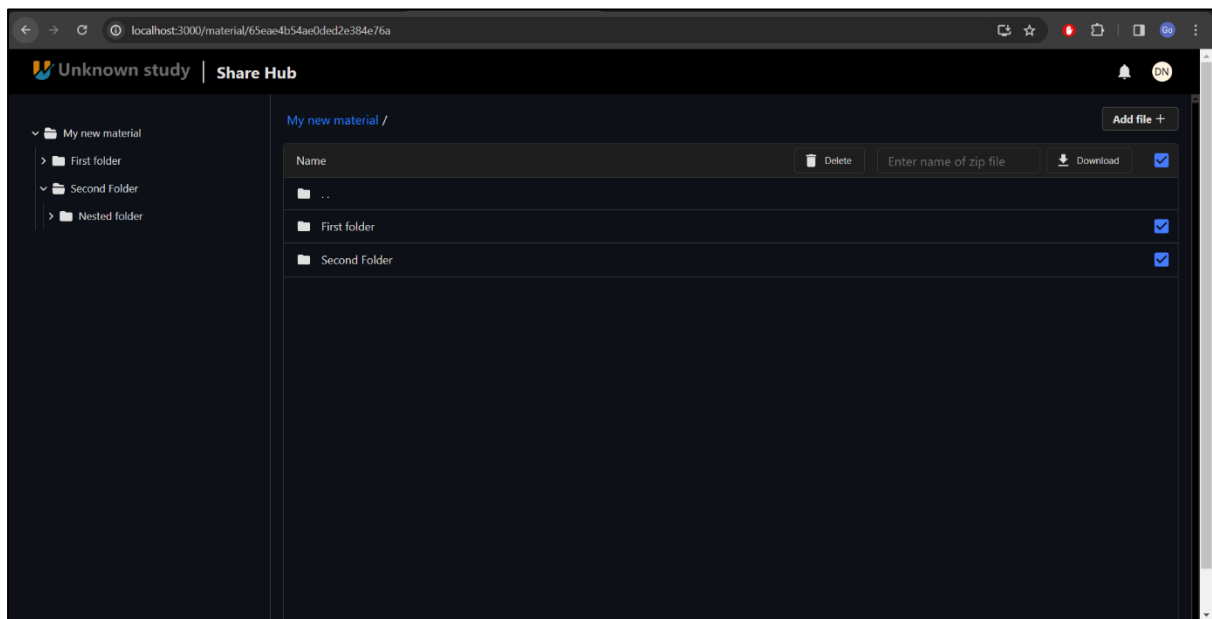 localhost:3000/material/65eae4b54ae0ded2e384e76a
Go
Unknown study | Share Hub
DN
My new material
First folder
Second Folder
Nested folder
My new material /
Add file +
Name
Delete
Enter name of zip file
Download
..
First folder
Second Folder